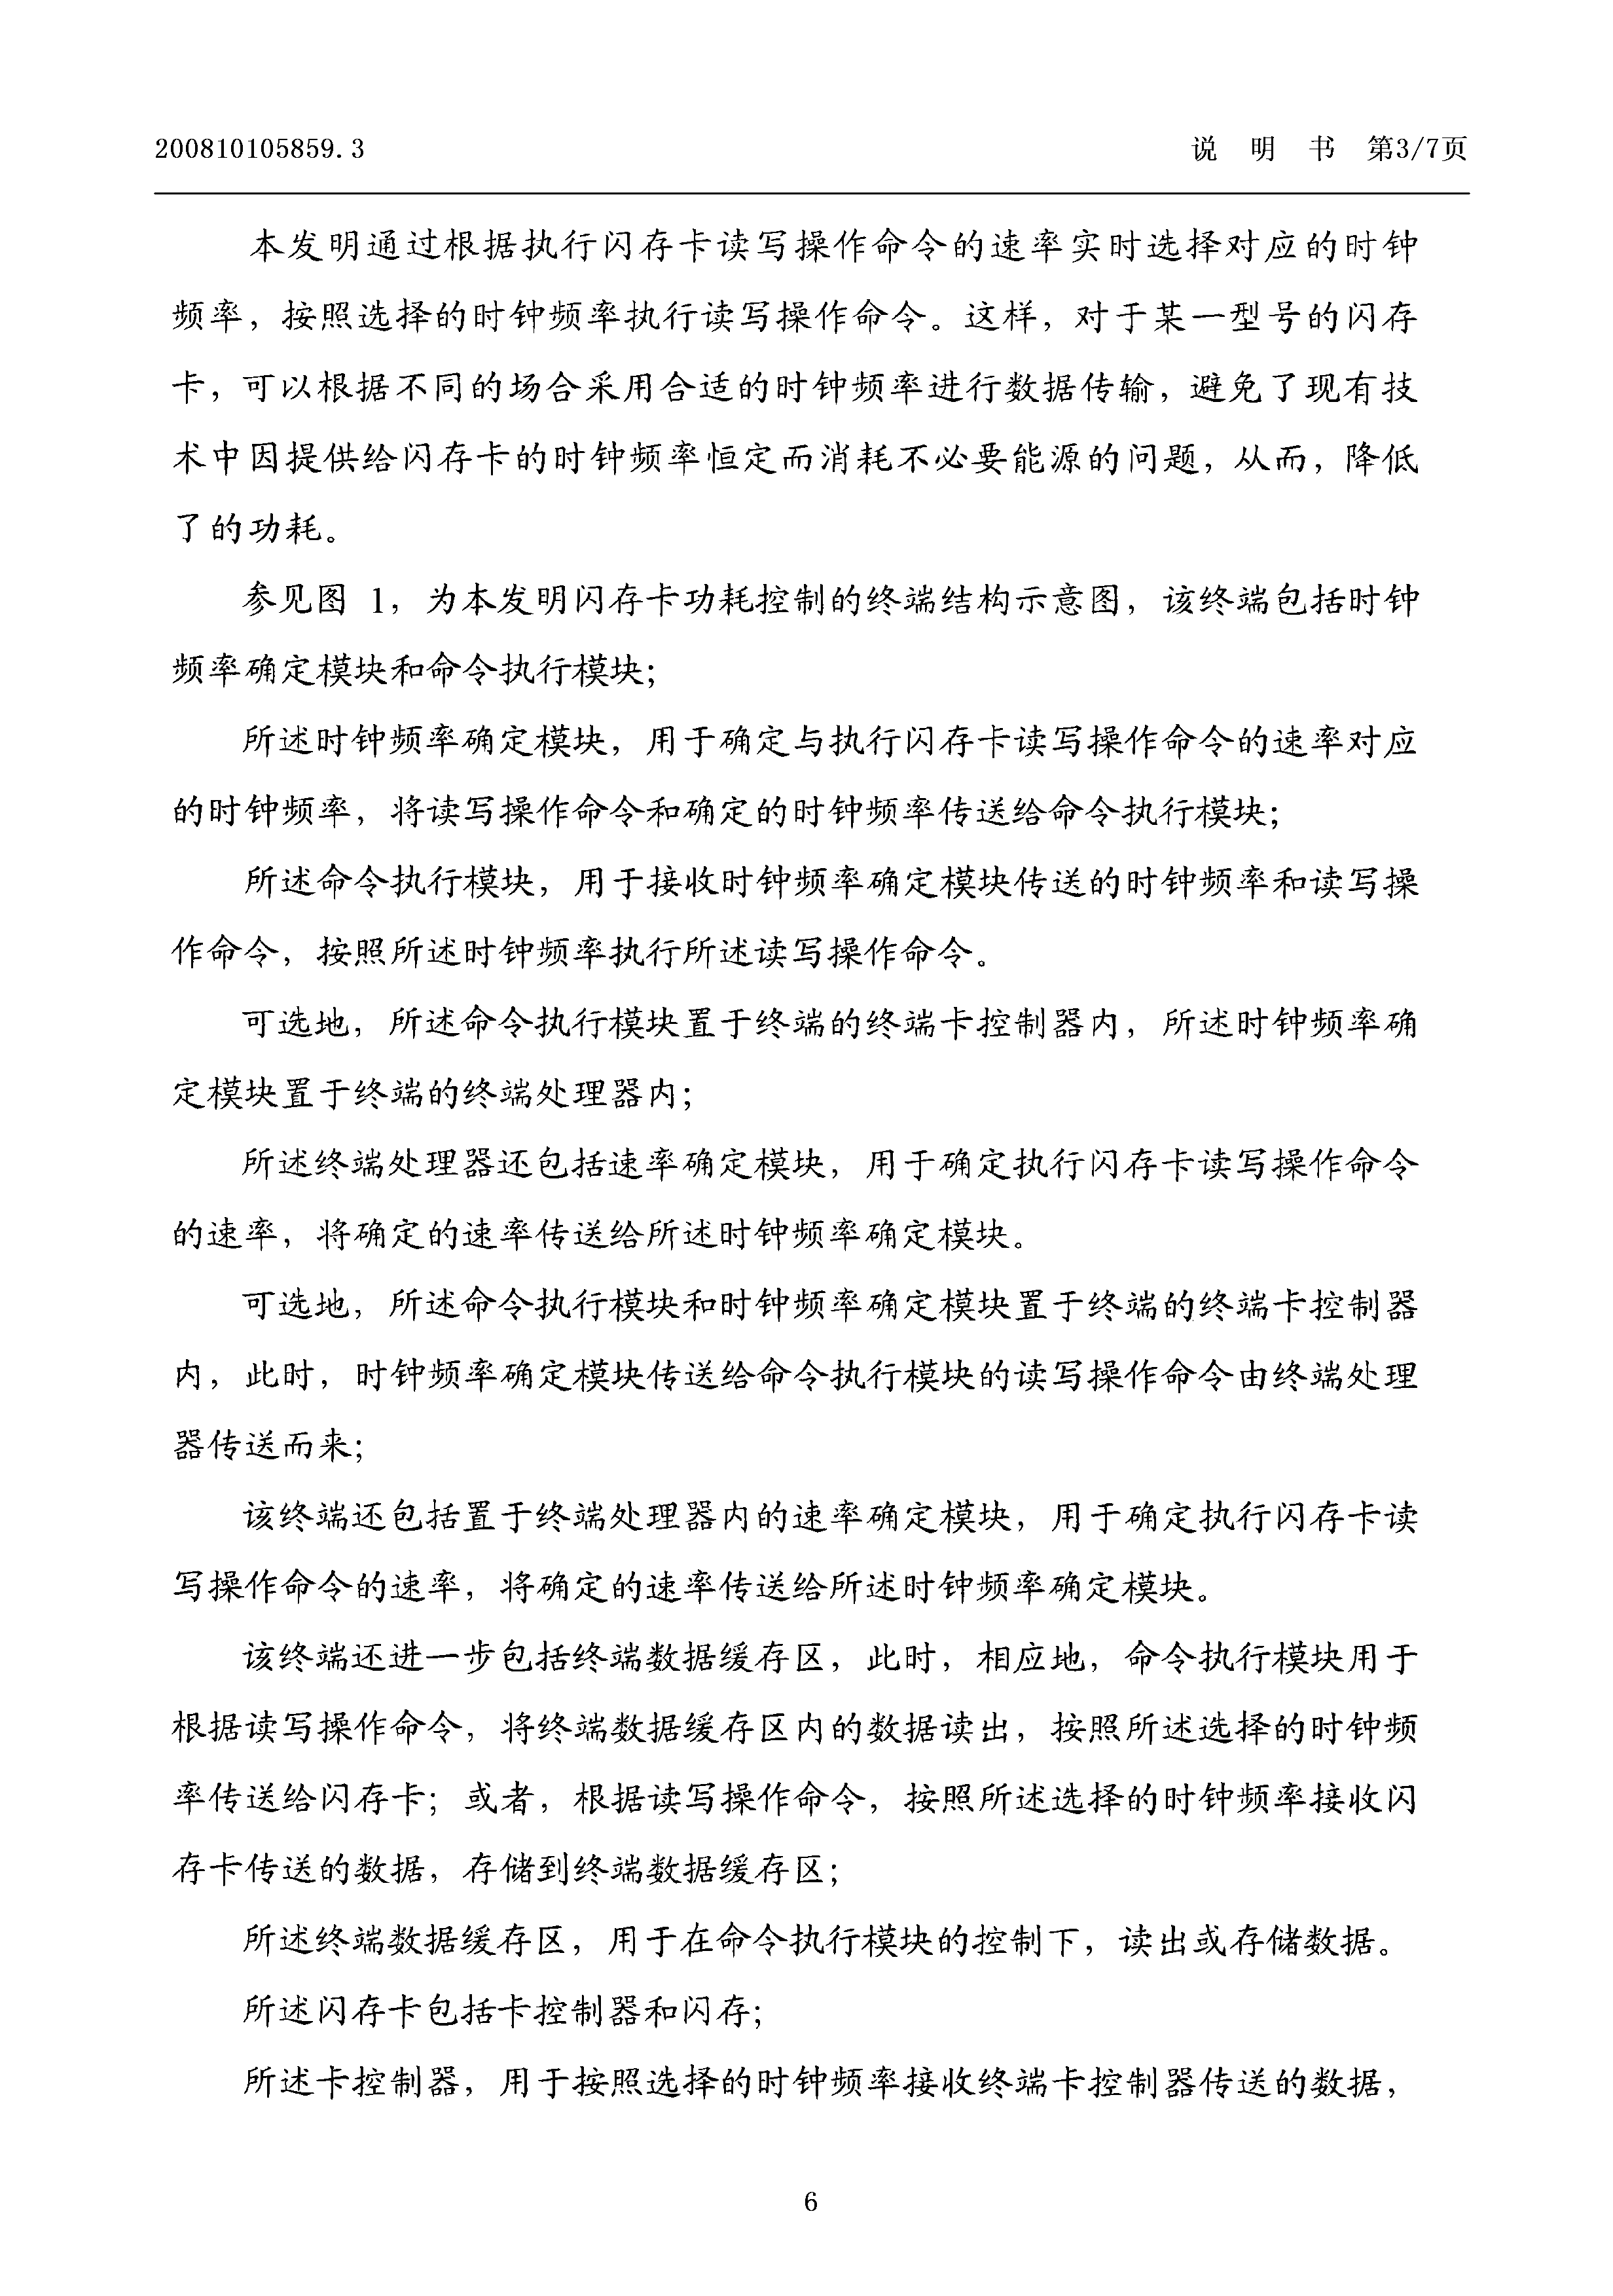 200810105859.3
说 明 书 第3/7页
本发明通过根据执行闪存卡读写操作命令的速率实时选择对应的时钟
频率，按照选择的时钟频率执行读写操作命令。这样，对于某一型号的闪存
卡，可以根据不同的场合采用合适的时钟频率进行数据传输，避免了现有技
术中因提供给闪存卡的时钟频率恒定而消耗不必要能源的问题，从而，降低
了的功耗。
参见图 1，为本发明闪存卡功耗控制的终端结构示意图，该终端包括时钟
频率确定模块和命令执行模块；
所述时钟频率确定模块，用于确定与执行闪存卡读写操作命令的速率对应
的时钟频率，将读写操作命令和确定的时钟频率传送给命令执行模块；
所述命令执行模块，用于接收时钟频率确定模块传送的时钟频率和读写操
作命令，按照所述时钟频率执行所述读写操作命令。
可选地，所述命令执行模块置于终端的终端卡控制器内，所述时钟频率确
定模块置于终端的终端处理器内；
所述终端处理器还包括速率确定模块，用于确定执行闪存卡读写操作命令
的速率，将确定的速率传送给所述时钟频率确定模块。
可选地，所述命令执行模块和时钟频率确定模块置于终端的终端卡控制器
内，此时，时钟频率确定模块传送给命令执行模块的读写操作命令由终端处理
器传送而来；
该终端还包括置于终端处理器内的速率确定模块，用于确定执行闪存卡读
写操作命令的速率，将确定的速率传送给所述时钟频率确定模块。
该终端还进一步包括终端数据缓存区，此时，相应地，命令执行模块用于
根据读写操作命令，将终端数据缓存区内的数据读出，按照所述选择的时钟频
率传送给闪存卡；或者，根据读写操作命令，按照所述选择的时钟频率接收闪
存卡传送的数据，存储到终端数据缓存区；
所述终端数据缓存区，用于在命令执行模块的控制下，读出或存储数据。
所述闪存卡包括卡控制器和闪存；
所述卡控制器，用于按照选择的时钟频率接收终端卡控制器传送的数据，
6